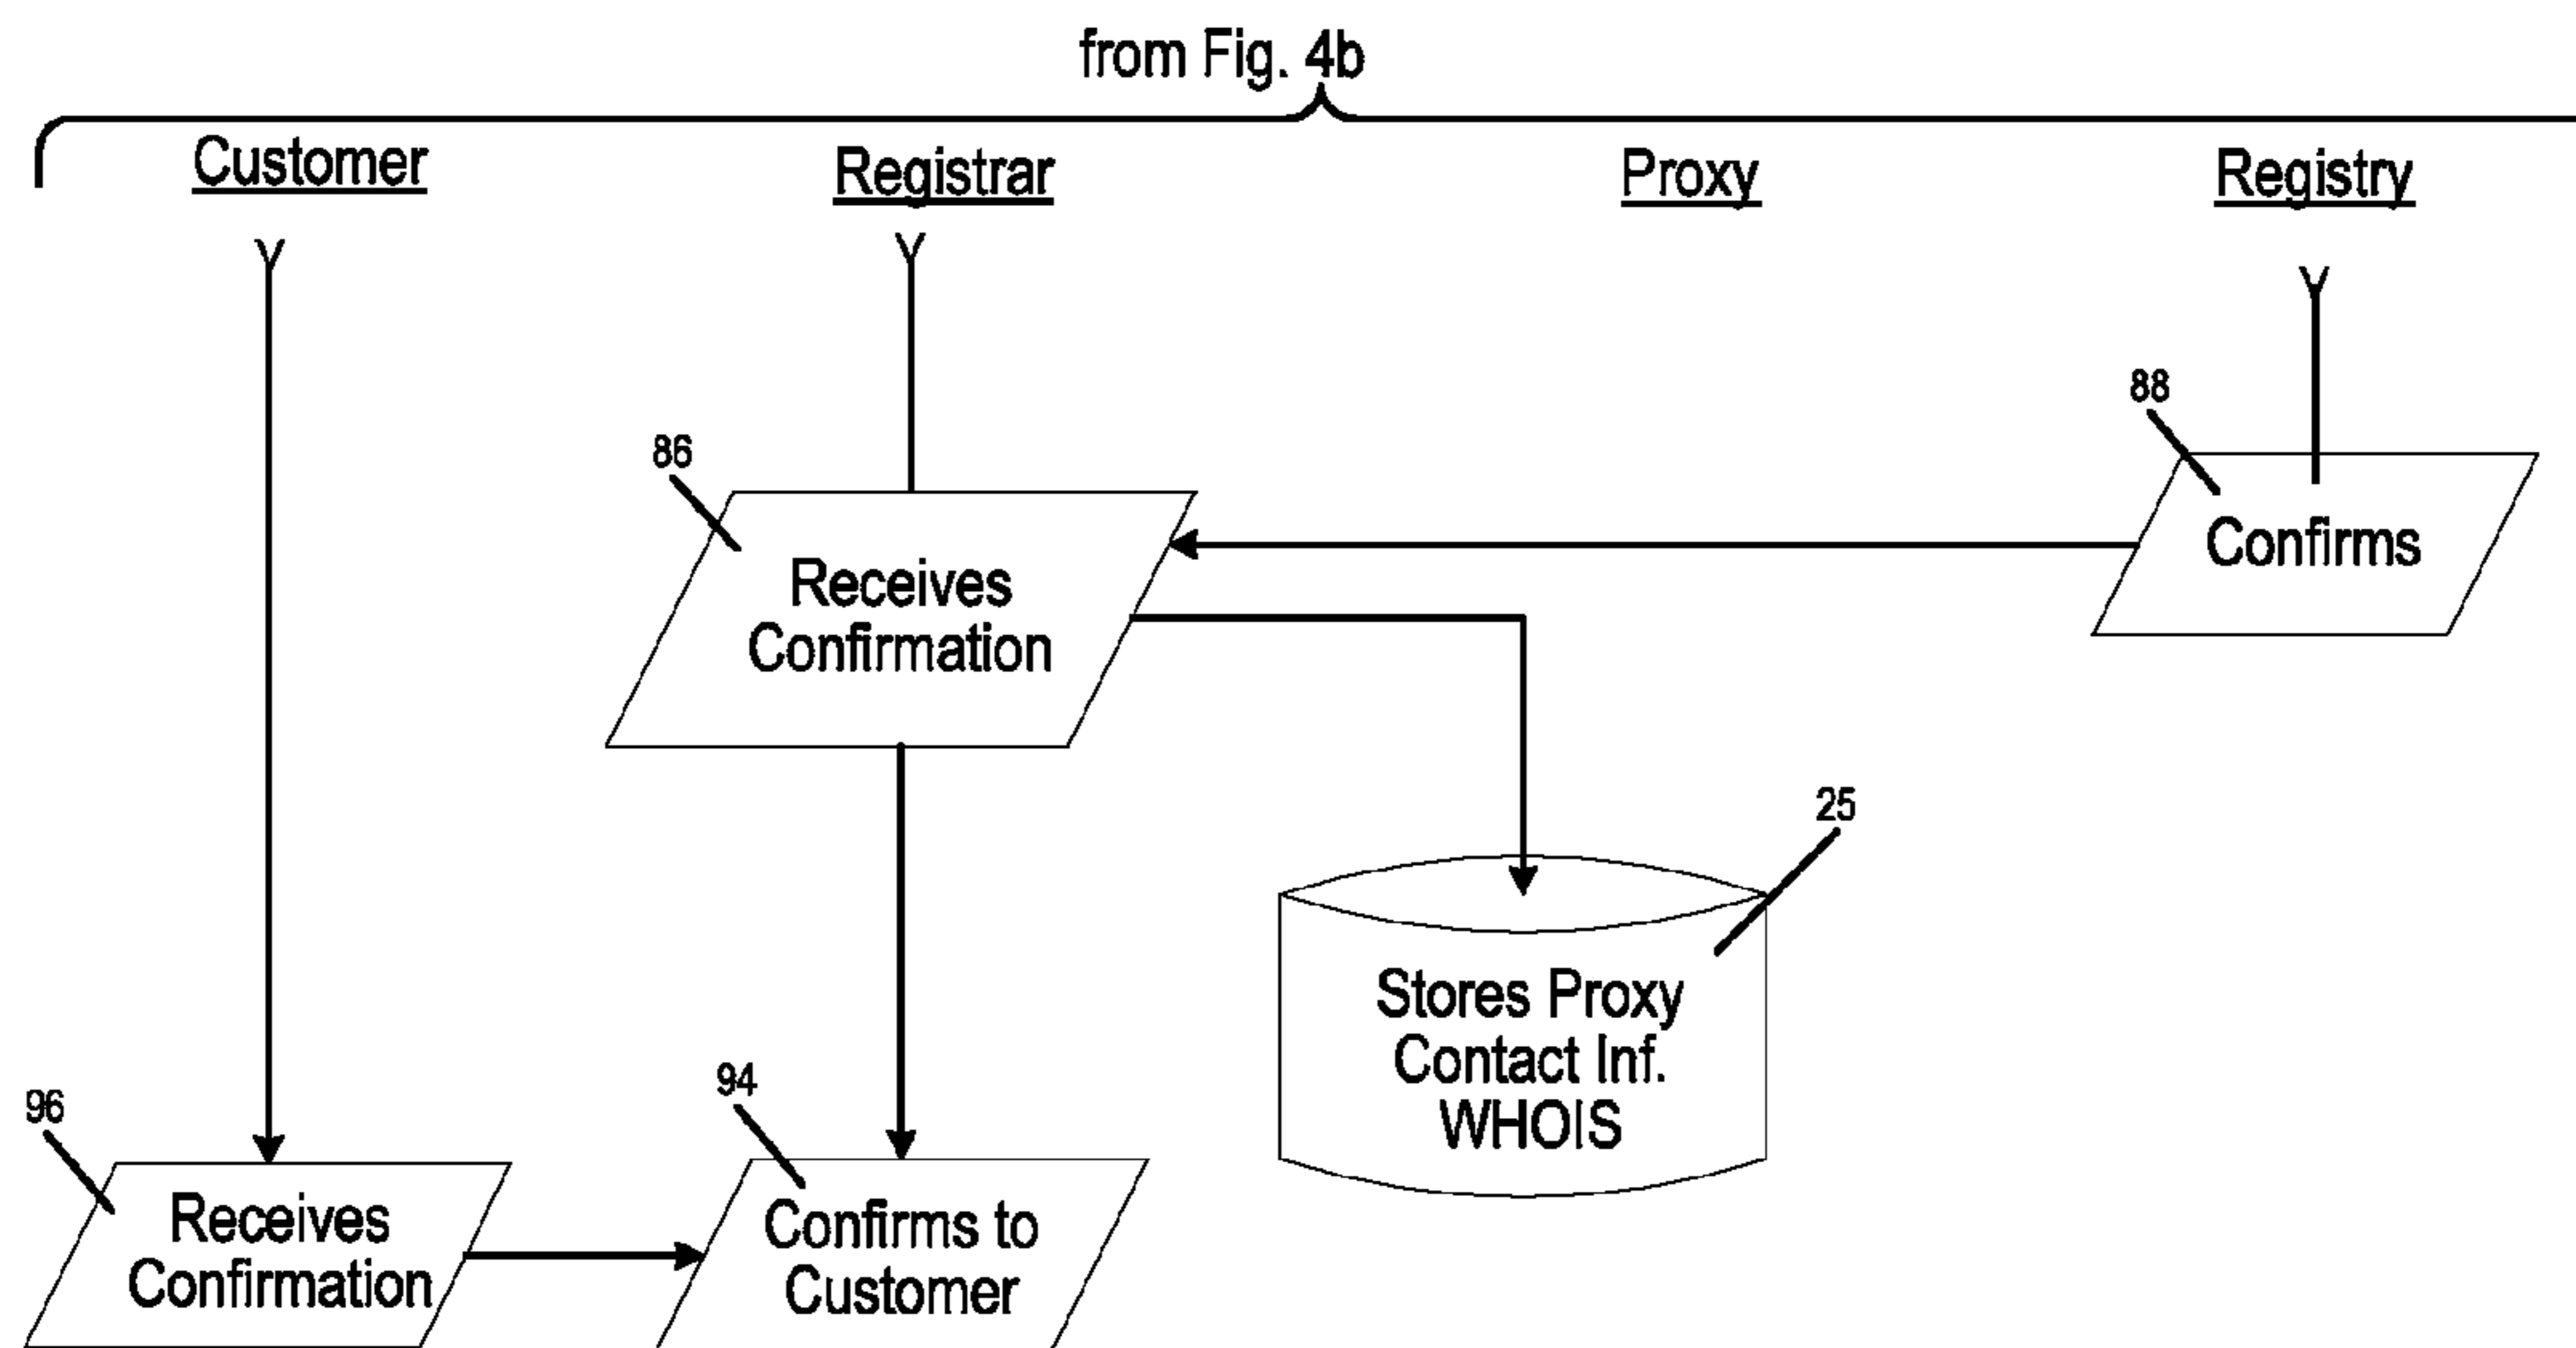 from Fig. 4b
Customer
Registrar
Proxy
Registry
88
Confirms
86
Receives
Confirmation
25
Stores Proxy
Contact Inf.
WHOIS
96
Receives
Confirmation
94
Confirms to
Customer